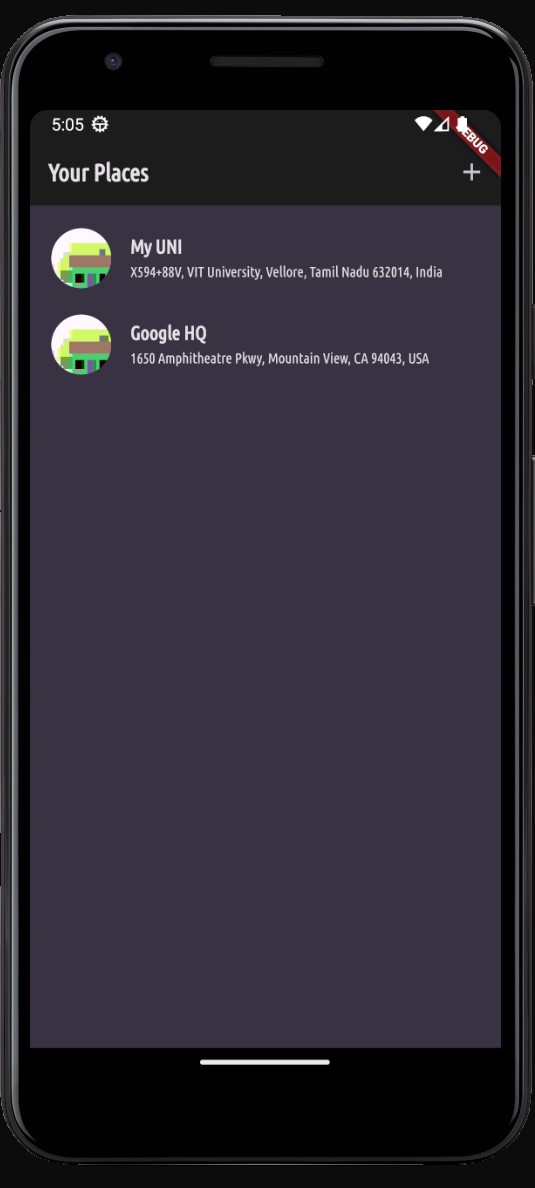 5:05
DEBUG
Your Places
My UNI
X594+88V, VIT University, Vellore, Tamil Nadu 632014, India
Google HQ
1650 Amphitheatre Pkwy, Mountain View, CA 94043, USA